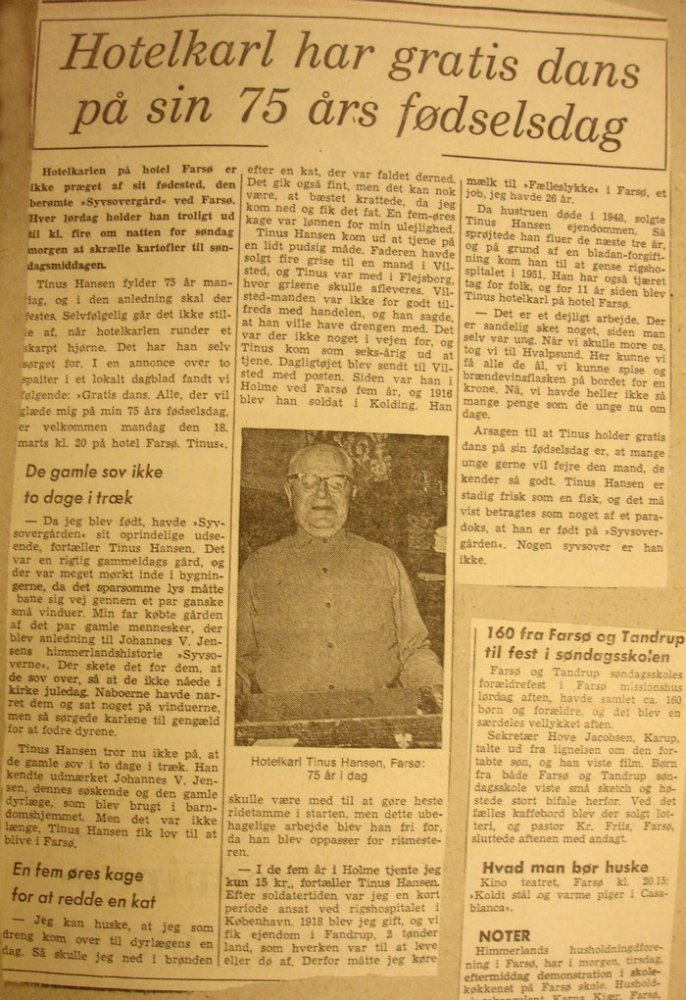 Hotelkarl har gratis dans
på sin 75 års fødselsdag
Hotelkarlen på hotel Farsø er
ikke præget af sit fødested, den
berømte »Syvsovergård« ved Farsø.
Hver lørdag holder han troligt ud
til kl. fire om natten for søndag
morgen at skrælle kartofler til søn-
dagsmiddagen.
Tinus Hansen fylder 75 år man-
dag, og i den anledning skal der
festes. Selvfølgelig går det ikke stil-
le af, når hotelkarlen runder et
skarpt hjørne. Det har han selv
sørget for. I en annonce over to
spalter i et lokalt dagblad fandt vi
følgende: »Gratis dans. Alle, der vil
glæde mig på min 75 års fødselsdag,
er velkommen mandag den 18.
marts kl. 20 på hotel Farsø. Tinus«.
De gamle sov ikke
to dage i træk
— Da jeg blev født, havde »Syv-
sovergården« sit oprindelige udse-
ende, fortæller Tinus Hansen. Det
var en rigtig gammeldags gård, og
der var meget mørkt inde i bygnin-
gerne, da det sparsomme lys måtte
bane sig vej gennem et par ganske
små vinduer. Min far købte gården
af det par gamle mennesker, der
blev anledning til Johannes V. Jen-
sens himmerlandshistorie »Syvso-
verne«. Der skete det for dem, at
de sov over, så at de ikke nåede i
kirke juledag. Naboerne havde nar-
ret dem og sat noget på vinduerne,
men så sørgede karlene til gengæld
for at fodre dyrene.
Tinus Hansen tror nu ikke på, at
de gamle sov i to dage i træk. Han
kendte udmærket Johannes V. Jen-
sen, dennes søskende og den gamle
dyrlæge, som blev brugt i barn-
domshjemmet. Men det var ikke
længe, Tinus Hansen fik lov til at
blive i Farsø.
En fem øres kage
for at redde en kat
— Jeg kan huske, at jeg som
dreng kom over til dyrlægens en
dag. Så skulle jeg ned i brønden
efter en kat, der var faldet derned.
Det gik også fint, men det kan nok
være, at bæstet krattede, da jeg
kom ned og fik det fat. En fem-øres
kage var lønnen for min ulejlighed.
Tinus Hansen kom ud at tjene på
en lidt pudsig måde. Faderen havde
solgt fire grise til en mand i Vil-
sted, og Tinus var med i Flejsborg,
hvor grisene skulle afleveres. Vil-
sted-manden var ikke for godt til-
freds med handelen, og han sagde,
at han ville have drengen med. Det
var der ikke noget i vejen for, og
Tinus kom som seks-årig ud at
tjene. Dagligtøjet blev sendt til Vil-
sted med posten. Siden var han i
Holme ved Farsø fem år, og 1916
blev han soldat i Kolding. Han
Hotelkarl Tinus Hansen, Farsø:
75 år i dag
skulle være med til at gøre heste
ridetamme i starten, men dette ube-
hagelige arbejde blev han fri for,
da han blev oppasser for ritmeste-
ren.
— I de fem år i Holme tjente jeg
kun 15 kr., fortæller Tinus Hansen.
Efter soldatertiden var jeg en kort
periode ansat ved rigshospitalet i
København. 1918 blev jeg gift, og vi
fik ejendom i Fandrup, 2 tønder
land, som hverken var til at leve
eller dø af. Derfor måtte jeg køre
mælk til »Fælleslykke« i Farsø, et
job, jeg havde 26 år.
Da hustruen døde i 1948, solgte
Tinus Hansen ejendommen. Så
sprøjtede han fluer de næste tre år,
og på grund af en bladan-forgift-
ning kom han til at gense rigsho-
spitalet i 1951. Han har også tjæret
tag for folk, og for 11 år siden blev
Tinus hotelkarl på hotel Farsø.
— Det er et dejligt arbejde. Der
er sandelig sket noget, siden man
selv var ung. Når vi skulle more os,
tog vi til Hvalpsund. Her kunne vi
få alle de ål, vi kunne spise og
brændevinsflasken på bordet for en
krone. Nå, vi havde heller ikke så
mange penge som de unge nu om
dage.
Årsagen til at Tinus holder gratis
dans på sin fødselsdag er, at mange
unge gerne vil fejre den mand, de
kender så godt. Tinus Hansen er
stadig frisk som en fisk, og det må
vist betragtes som noget af et para-
doks, at han er født på »Syvsover-
gården«. Nogen syvsover er han
ikke.
160 fra Farsø og Tandrup
til fest i søndagsskolen
Farsø og Tandrup søndagsskoles
forældrefest i Farsø missionshus
lørdag aften, havde samlet ca. 160
børn og forældre, og det blev en
særdeles vellykket aften.
Sekretær Hove Jacobsen, Karup,
talte ud fra lignelsen om den for-
tabte søn, og han viste film. Børn
fra både Farsø og Tandrup søn-
dagsskole viste små sketch og hø-
stede stort bifale herfor. Ved det
fælles kaffebord blev der solgt lot-
teri, og pastor Kr. Friis, Farsø,
sluttede aftenen med andagt.
Hvad man bør huske
Kino teatret, Farsø kl. 20.15:
»Koldt stål og varme piger i Casa-
blanca«.
NOTER
Himmerlands husholdningsfore-
ning i Farsø, har i morgen, tirsdag,
eftermiddag demonstration i skole-
køkkenet på Farsø skole. Hushold-
Karna Kjær, Farsø,